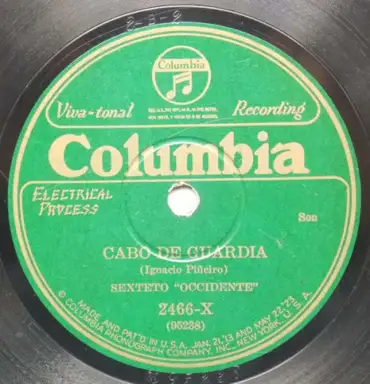 Columbia
Viva-tonal Recording
Columbia
ELECTRICAL
PROCESS
Son
CABO DE GUARDIA
(Ignacio Piñeiro)
SEXTETO "OCCIDENTE"
2466-X
(95238)
MADE AND PAT'D IN U.S.A. JAN. 21, '13 AND MAY 22, '23
© COLUMBIA PHONOGRAPH COMPANY, INC., NEW YORK, U.S.A.